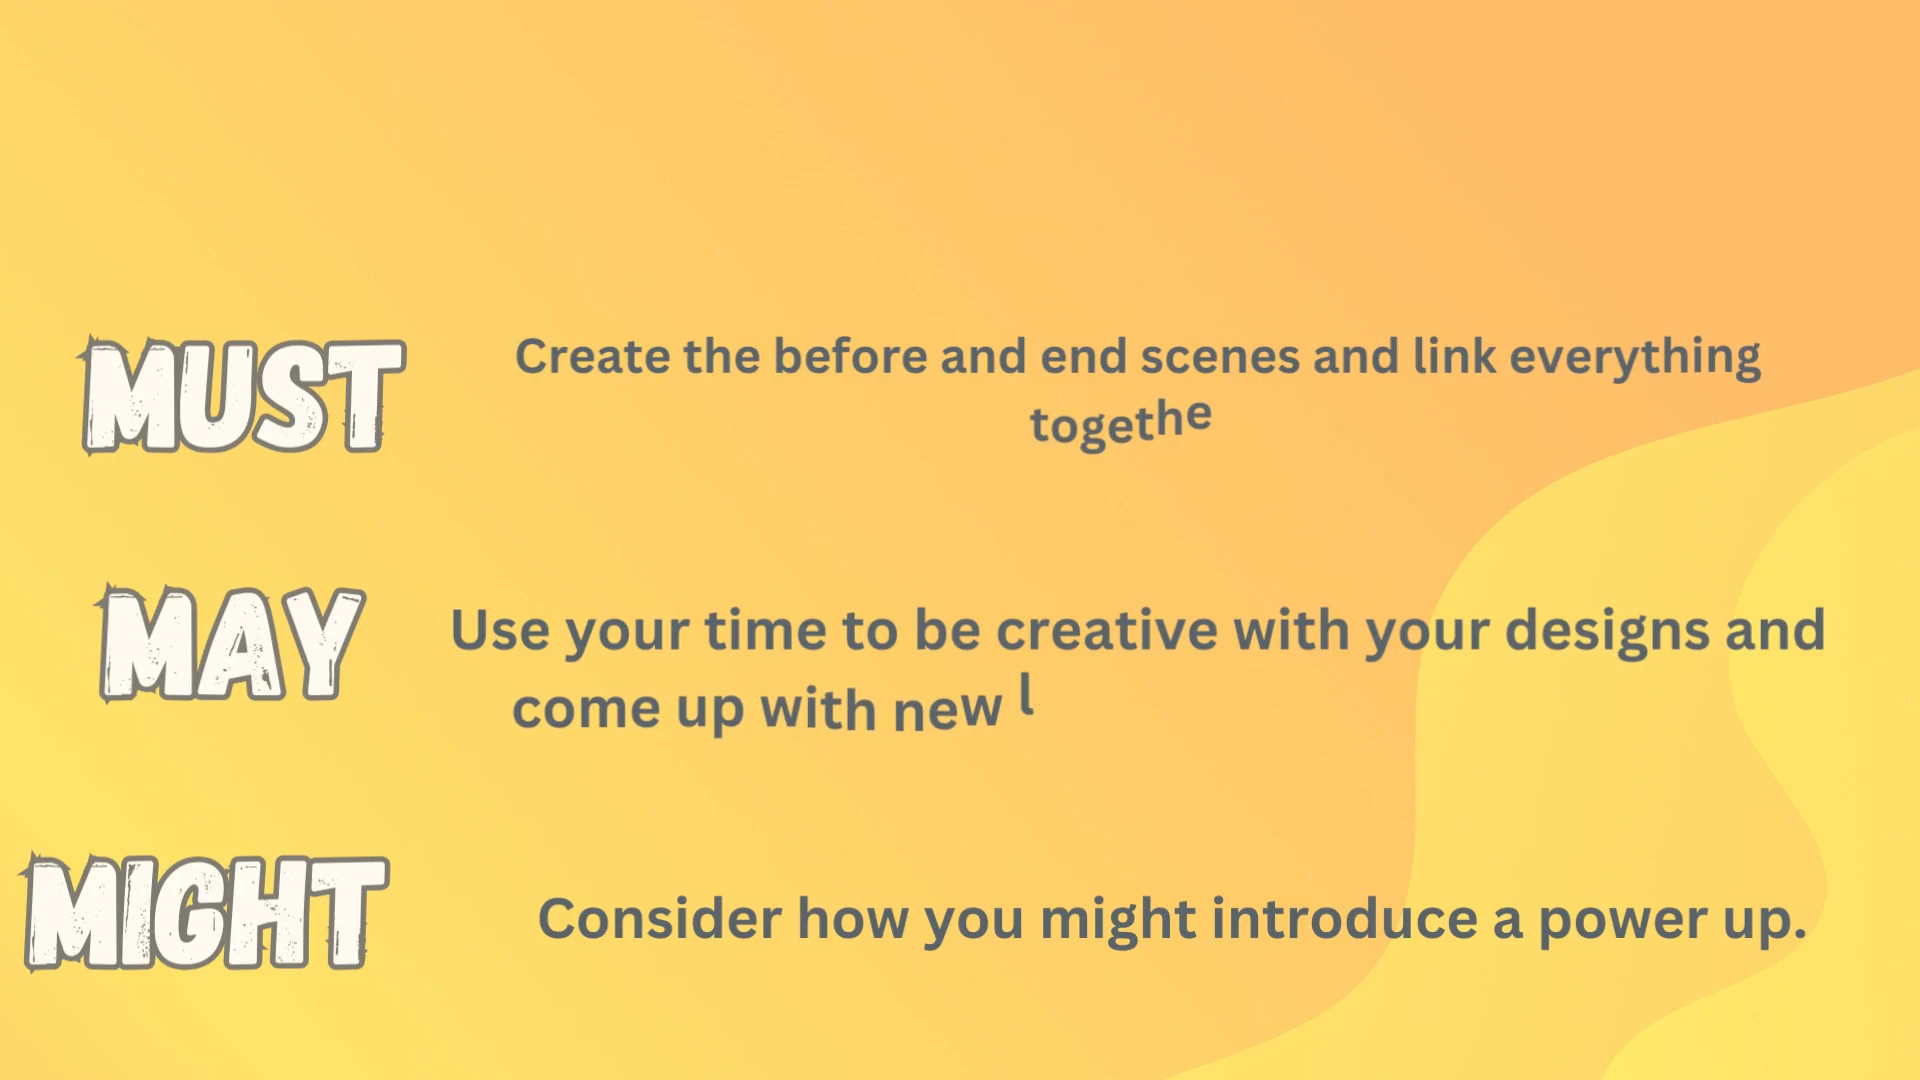 MUST
Create the before and end scenes and link everything
togethe
MAY
Use your time to be creative with your designs and
come up with new l
MIGHT
Consider how you might introduce a power up.